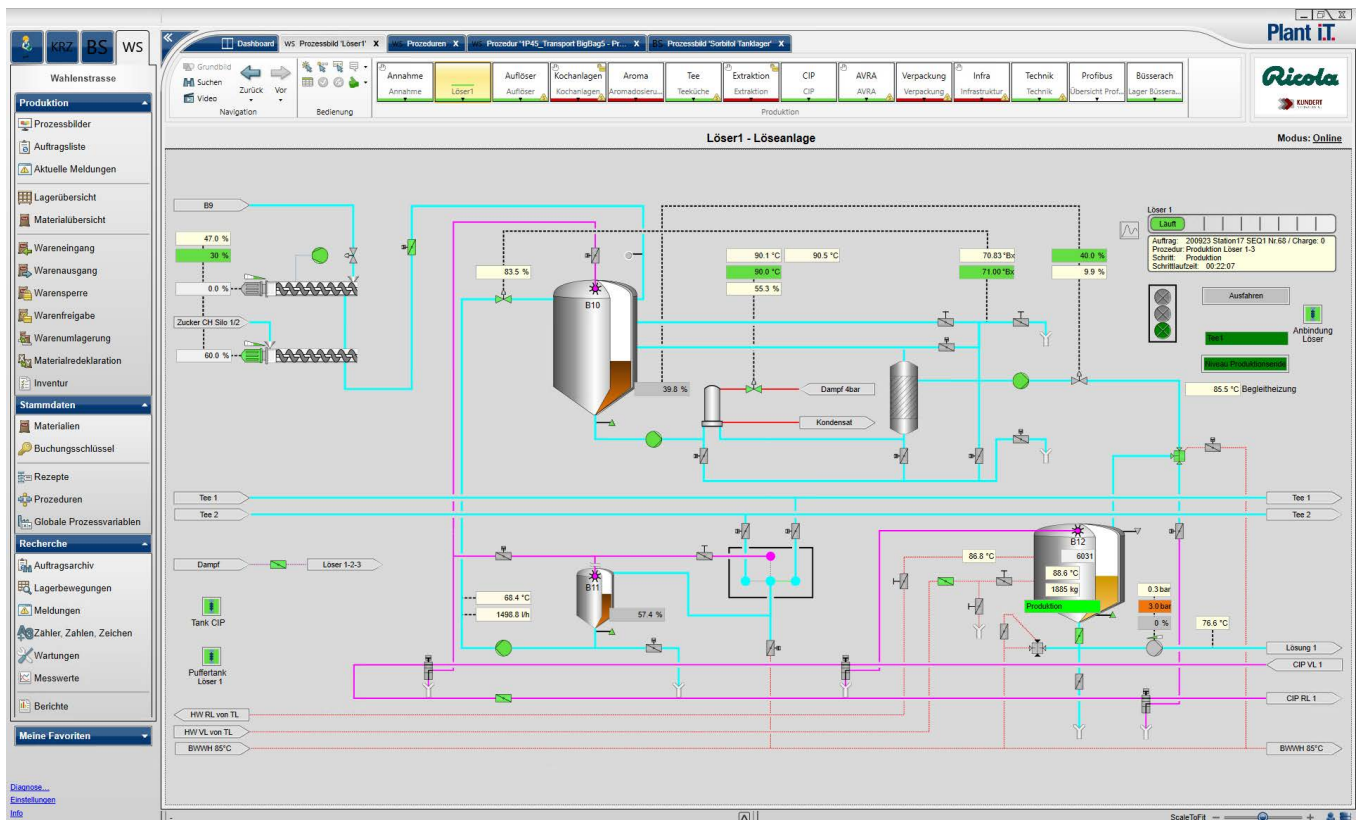 Plant i.T.
KRZ
BS
WS
Dashboard
WS Prozessbild 'Löser1' X
WS Prozeduren X
WS Prozedur '1P45_Transport BigBag5 - Pr... X
BS Prozessbild 'Sorbitol Tanklager' X
Wahlenstrasse
Produktion
Prozessbilder
Auftragsliste
Aktuelle Meldungen
Lagerübersicht
Materialübersicht
Wareneingang
Warenausgang
Warensperre
Warenfreigabe
Warenumlagerung
Materialredeklaration
Inventur
Stammdaten
Materialien
Buchungsschlüssel
Rezepte
Prozeduren
Globale Prozessvariablen
Recherche
Auftragsarchiv
Lagerbewegungen
Meldungen
Zähler, Zahlen, Zeichen
Wartungen
Messwerte
Berichte
Meine Favoriten
Diagnose...
Einstellungen
Info
Grundbild
Suchen
Video
Zurück
Vor
Navigation
Bedienung
Annahme
Annahme
Löser1
Auflöser
Auflöser
Kochanlagen
Kochanlagen
Aroma
Aromadosieru...
Tee
Teeküche
Extraktion
Extraktion
CIP
CIP
AVRA
AVRA
Verpackung
Verpackung
Infra
Infrastruktur
Technik
Technik
Profibus
Übersicht Prof...
Büsserach
Lager Büssera...
Produktion
Ricola
KUNDERT
Löser1 - Löseanlage
Modus: Online
B9
47.0 %
30 %
0.0 %
Zucker CH Silo 1/2
60.0 %
83.5 %
B10
39.8 %
90.1 °C
90.5 °C
90.0 °C
55.3 %
70.83 °Bx
71.00 °Bx
40.0 %
9.9 %
Dampf 4bar
Kondensat
Löser 1
Läuft
Auftrag: 200923 Station17 SEQ1 Nr.68 / Charge: 0
Prozedur: Produktion Löser 1-3
Schritt: Produktion
Schrittlaufzeit: 00:22:07
Ausfahren
Anbindung
Löser
Tee1
Niveau Produktionsende
85.5 °C Begleitheizung
Tee 1
Tee 1
Tee 2
Tee 2
Dampf
Löser 1-2-3
Tank CIP
Puffertank
Löser 1
68.4 °C
1498.8 l/h
B11
57.4 %
86.8 °C
B12
6031
88.6 °C
1885 kg
Produktion
0.3 bar
3.0 bar
0 %
76.6 °C
Lösung 1
CIP VL 1
CIP RL 1
HW RL von TL
HW VL von TL
BWWH 85°C
BWWH 85°C
ScaleToFit